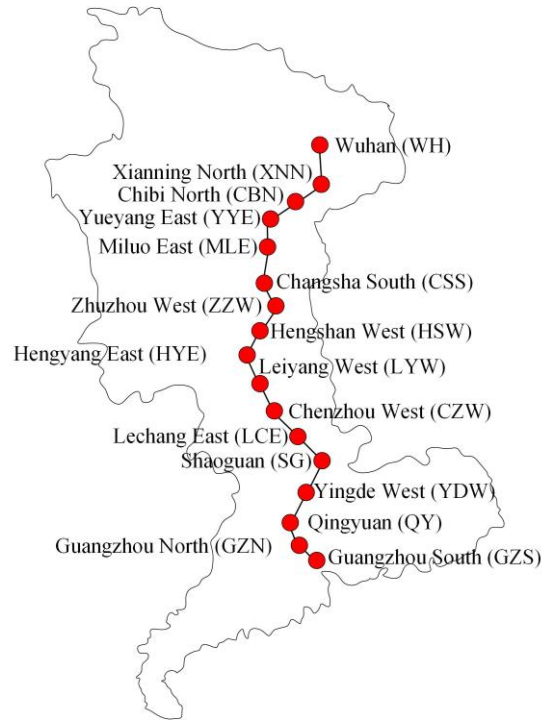 Wuhan (WH)
Xianning North (XNN)
Chibi North (CBN)
Yueyang East (YYE)
Miluo East (MLE)
Changsha South (CSS)
Zhuzhou West (ZZW)
Hengshan West (HSW)
Hengyang East (HYE)
Leiyang West (LYW)
Chenzhou West (CZW)
Lechang East (LCE)
Shaoguan (SG)
Yingde West (YDW)
Qingyuan (QY)
Guangzhou North (GZN)
Guangzhou South (GZS)